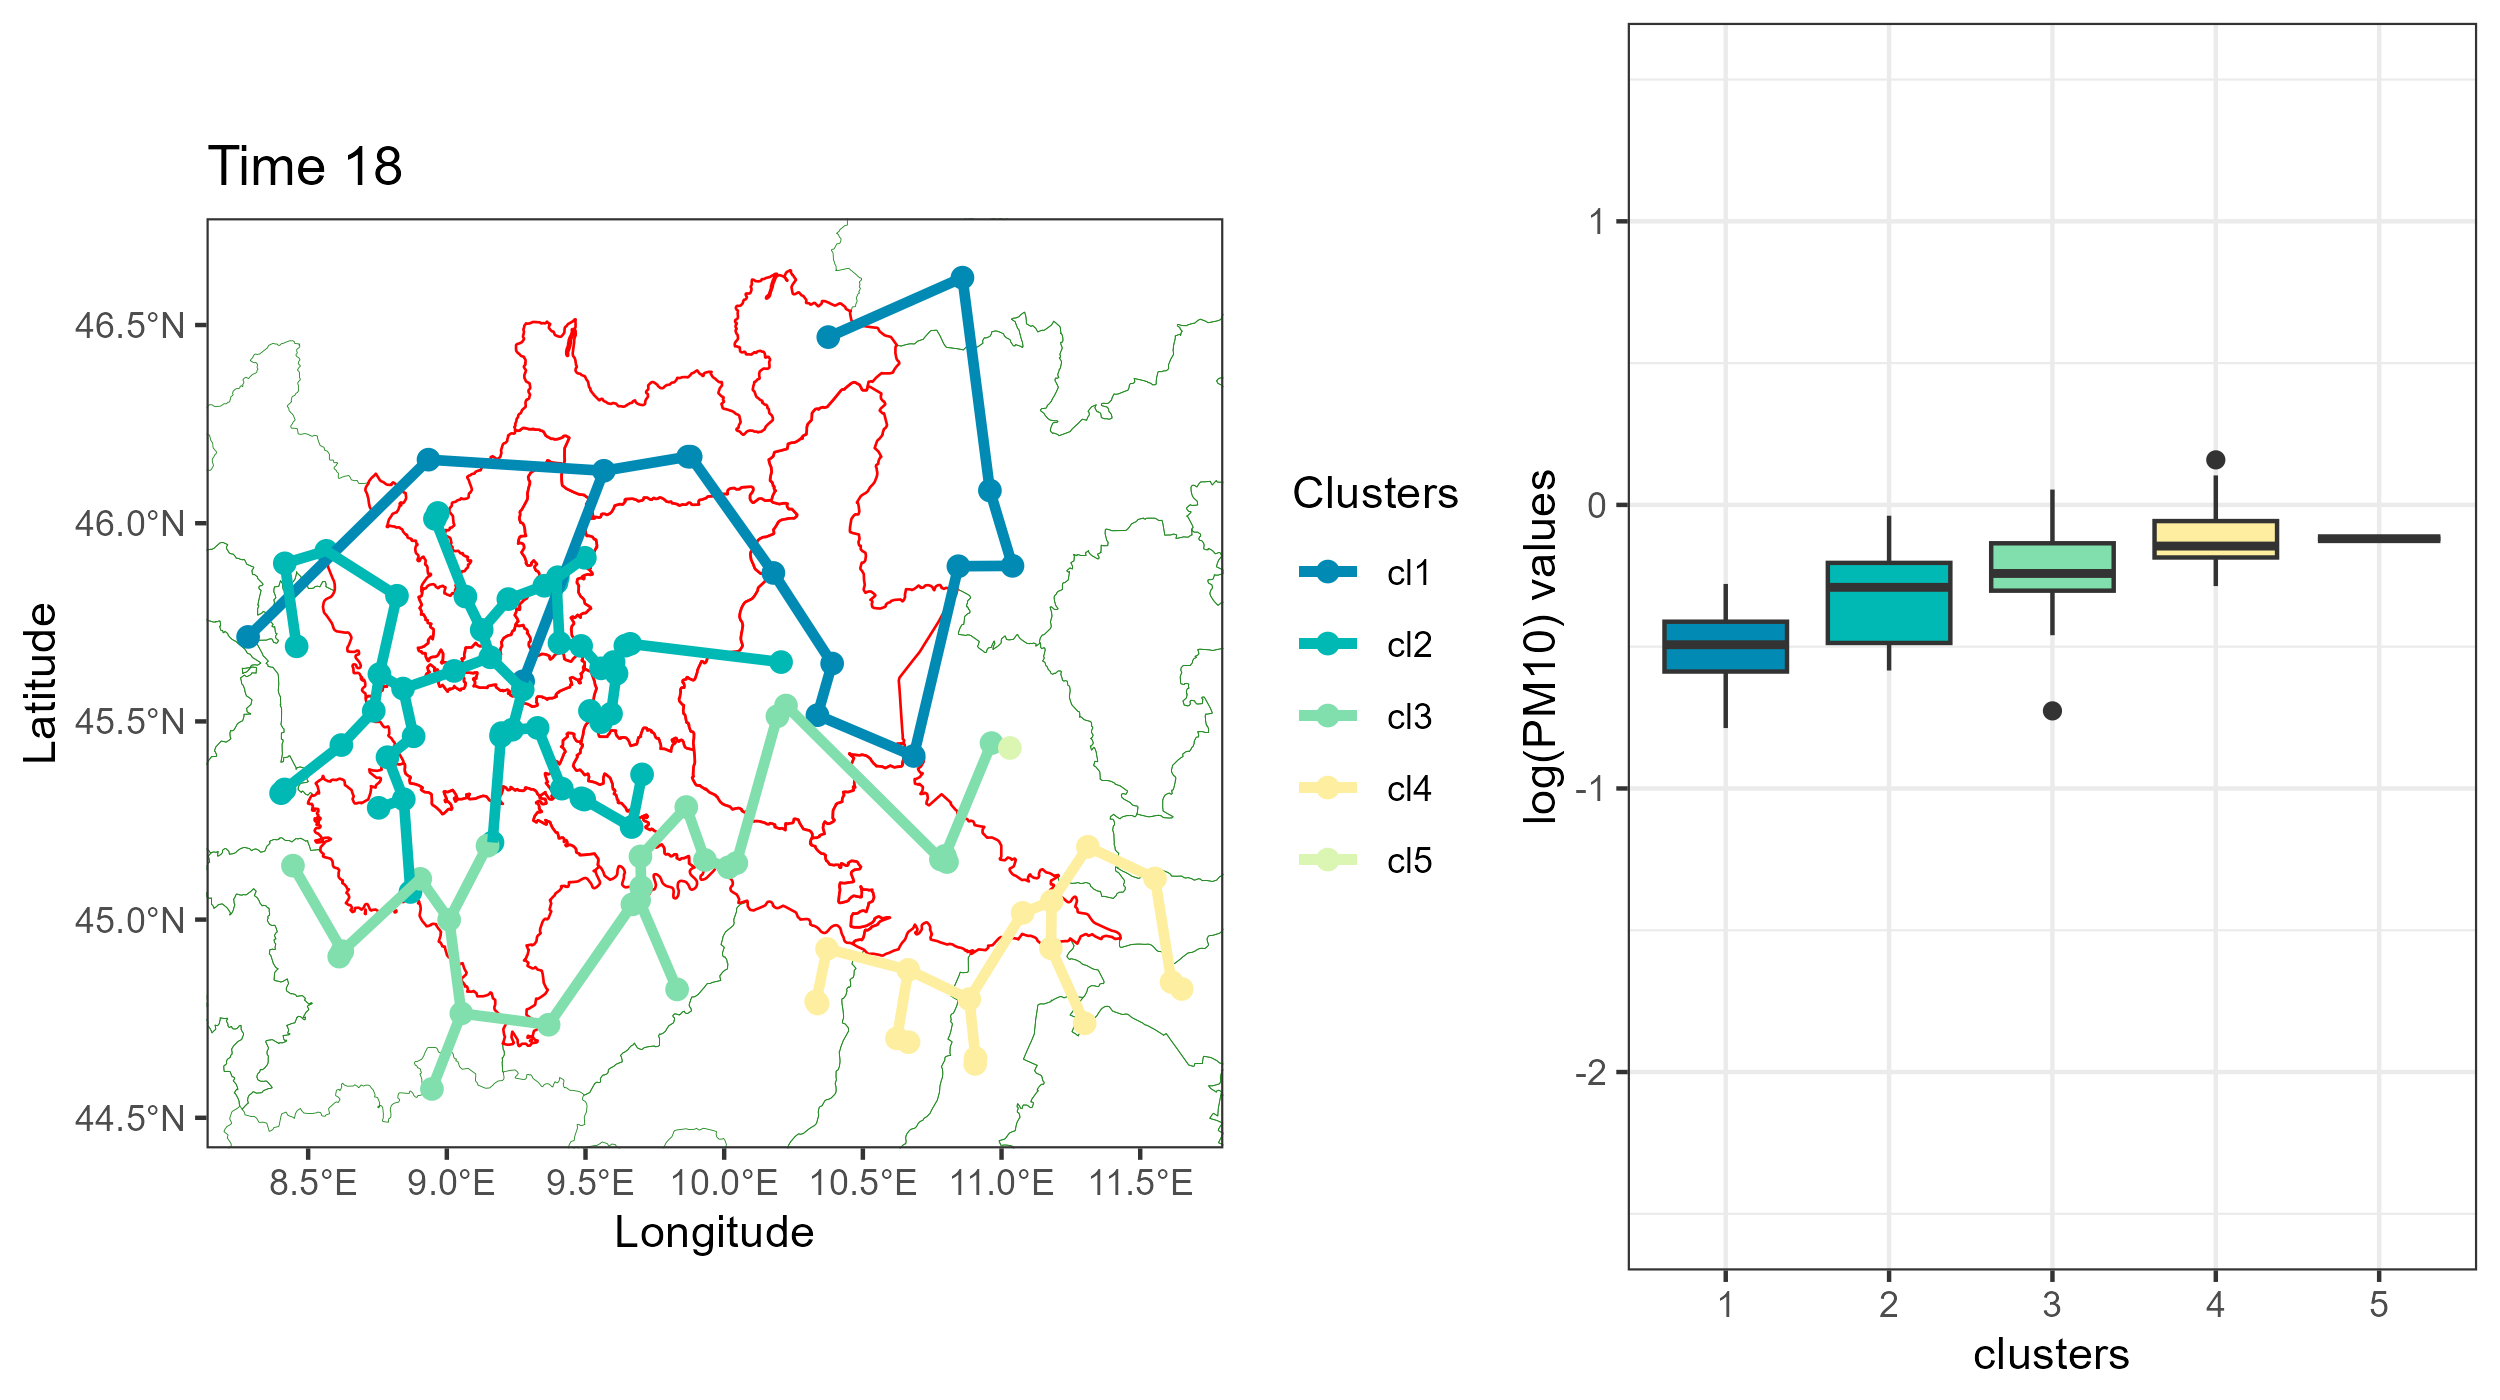 Time 18
Latitude
46.5°N
46.0°N
45.5°N
45.0°N
44.5°N
8.5°E 9.0°E 9.5°E 10.0°E 10.5°E 11.0°E 11.5°E
Longitude
Clusters
cl1
cl2
cl3
cl4
cl5
log(PM10) values
1
0
-1
-2
1 2 3 4 5
clusters